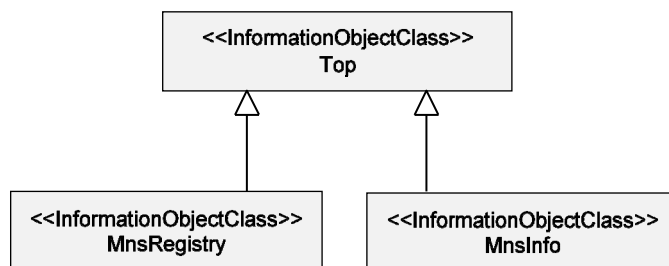 <<InformationObjectClass>>
Top
<<InformationObjectClass>>
MnsRegistry
<<InformationObjectClass>>
MnsInfo